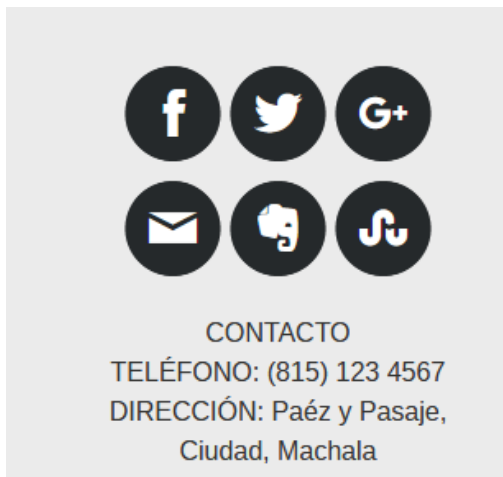 f
G+
CONTACTO
TELÉFONO: (815) 123 4567
DIRECCIÓN: Paéz y Pasaje,
Ciudad, Machala